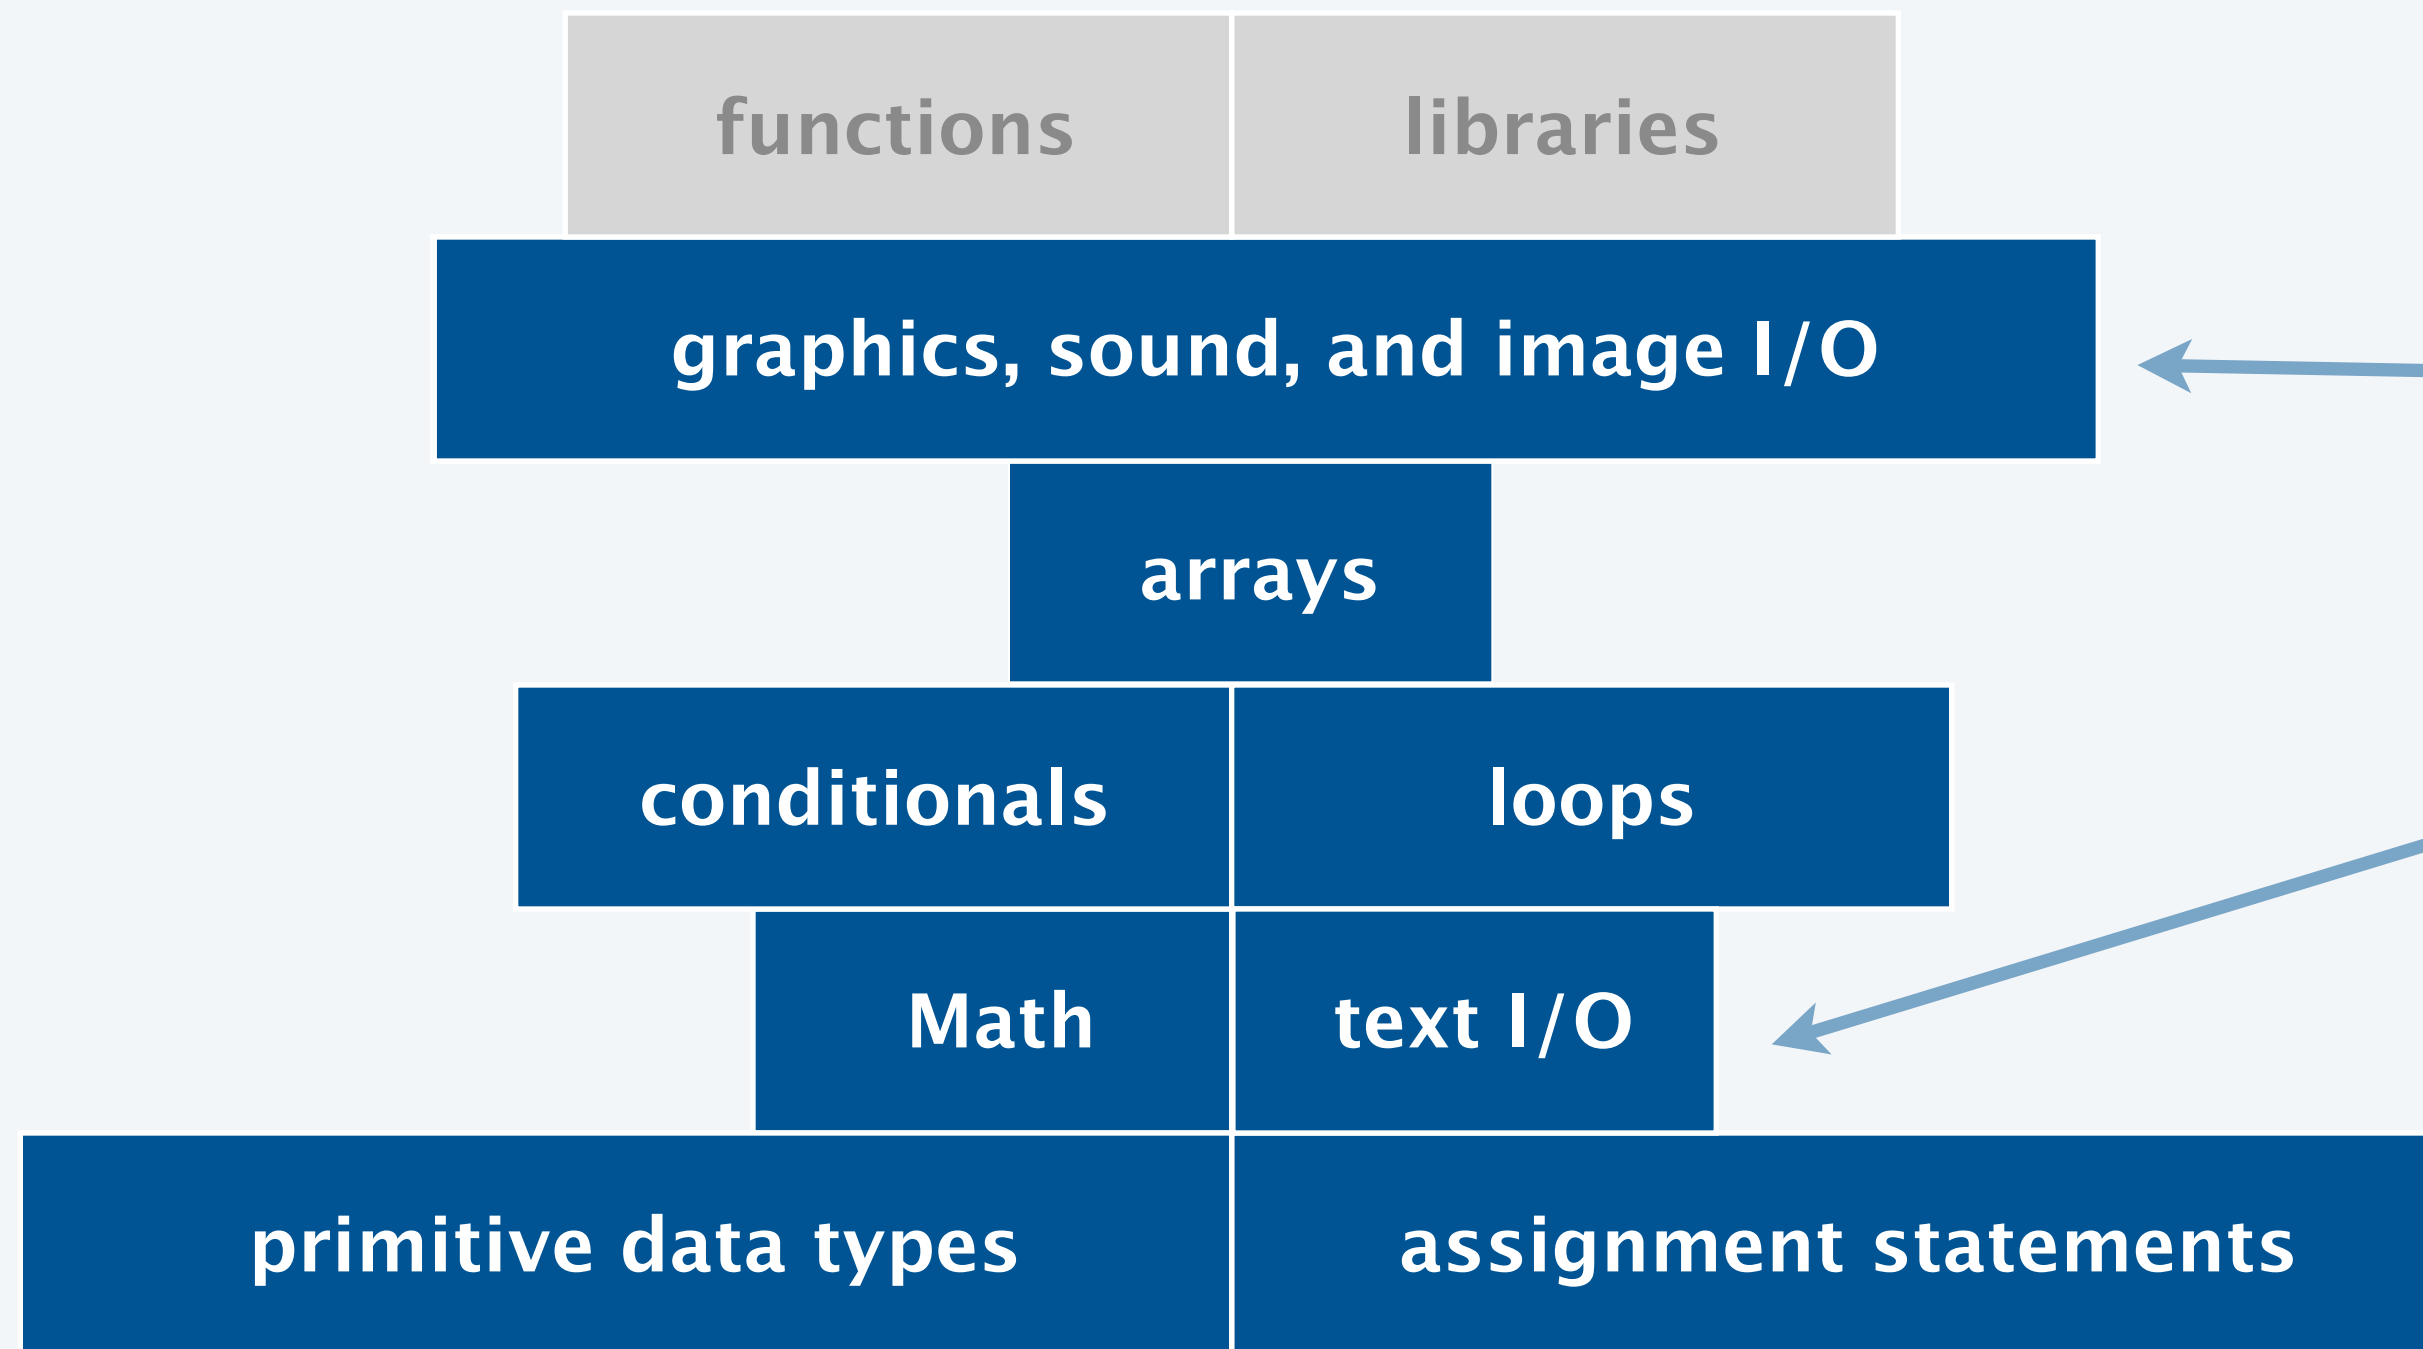 functions
libraries
graphics, sound, and image I/O
arrays
conditionals
loops
Math
text I/O
primitive data types
assignment statements